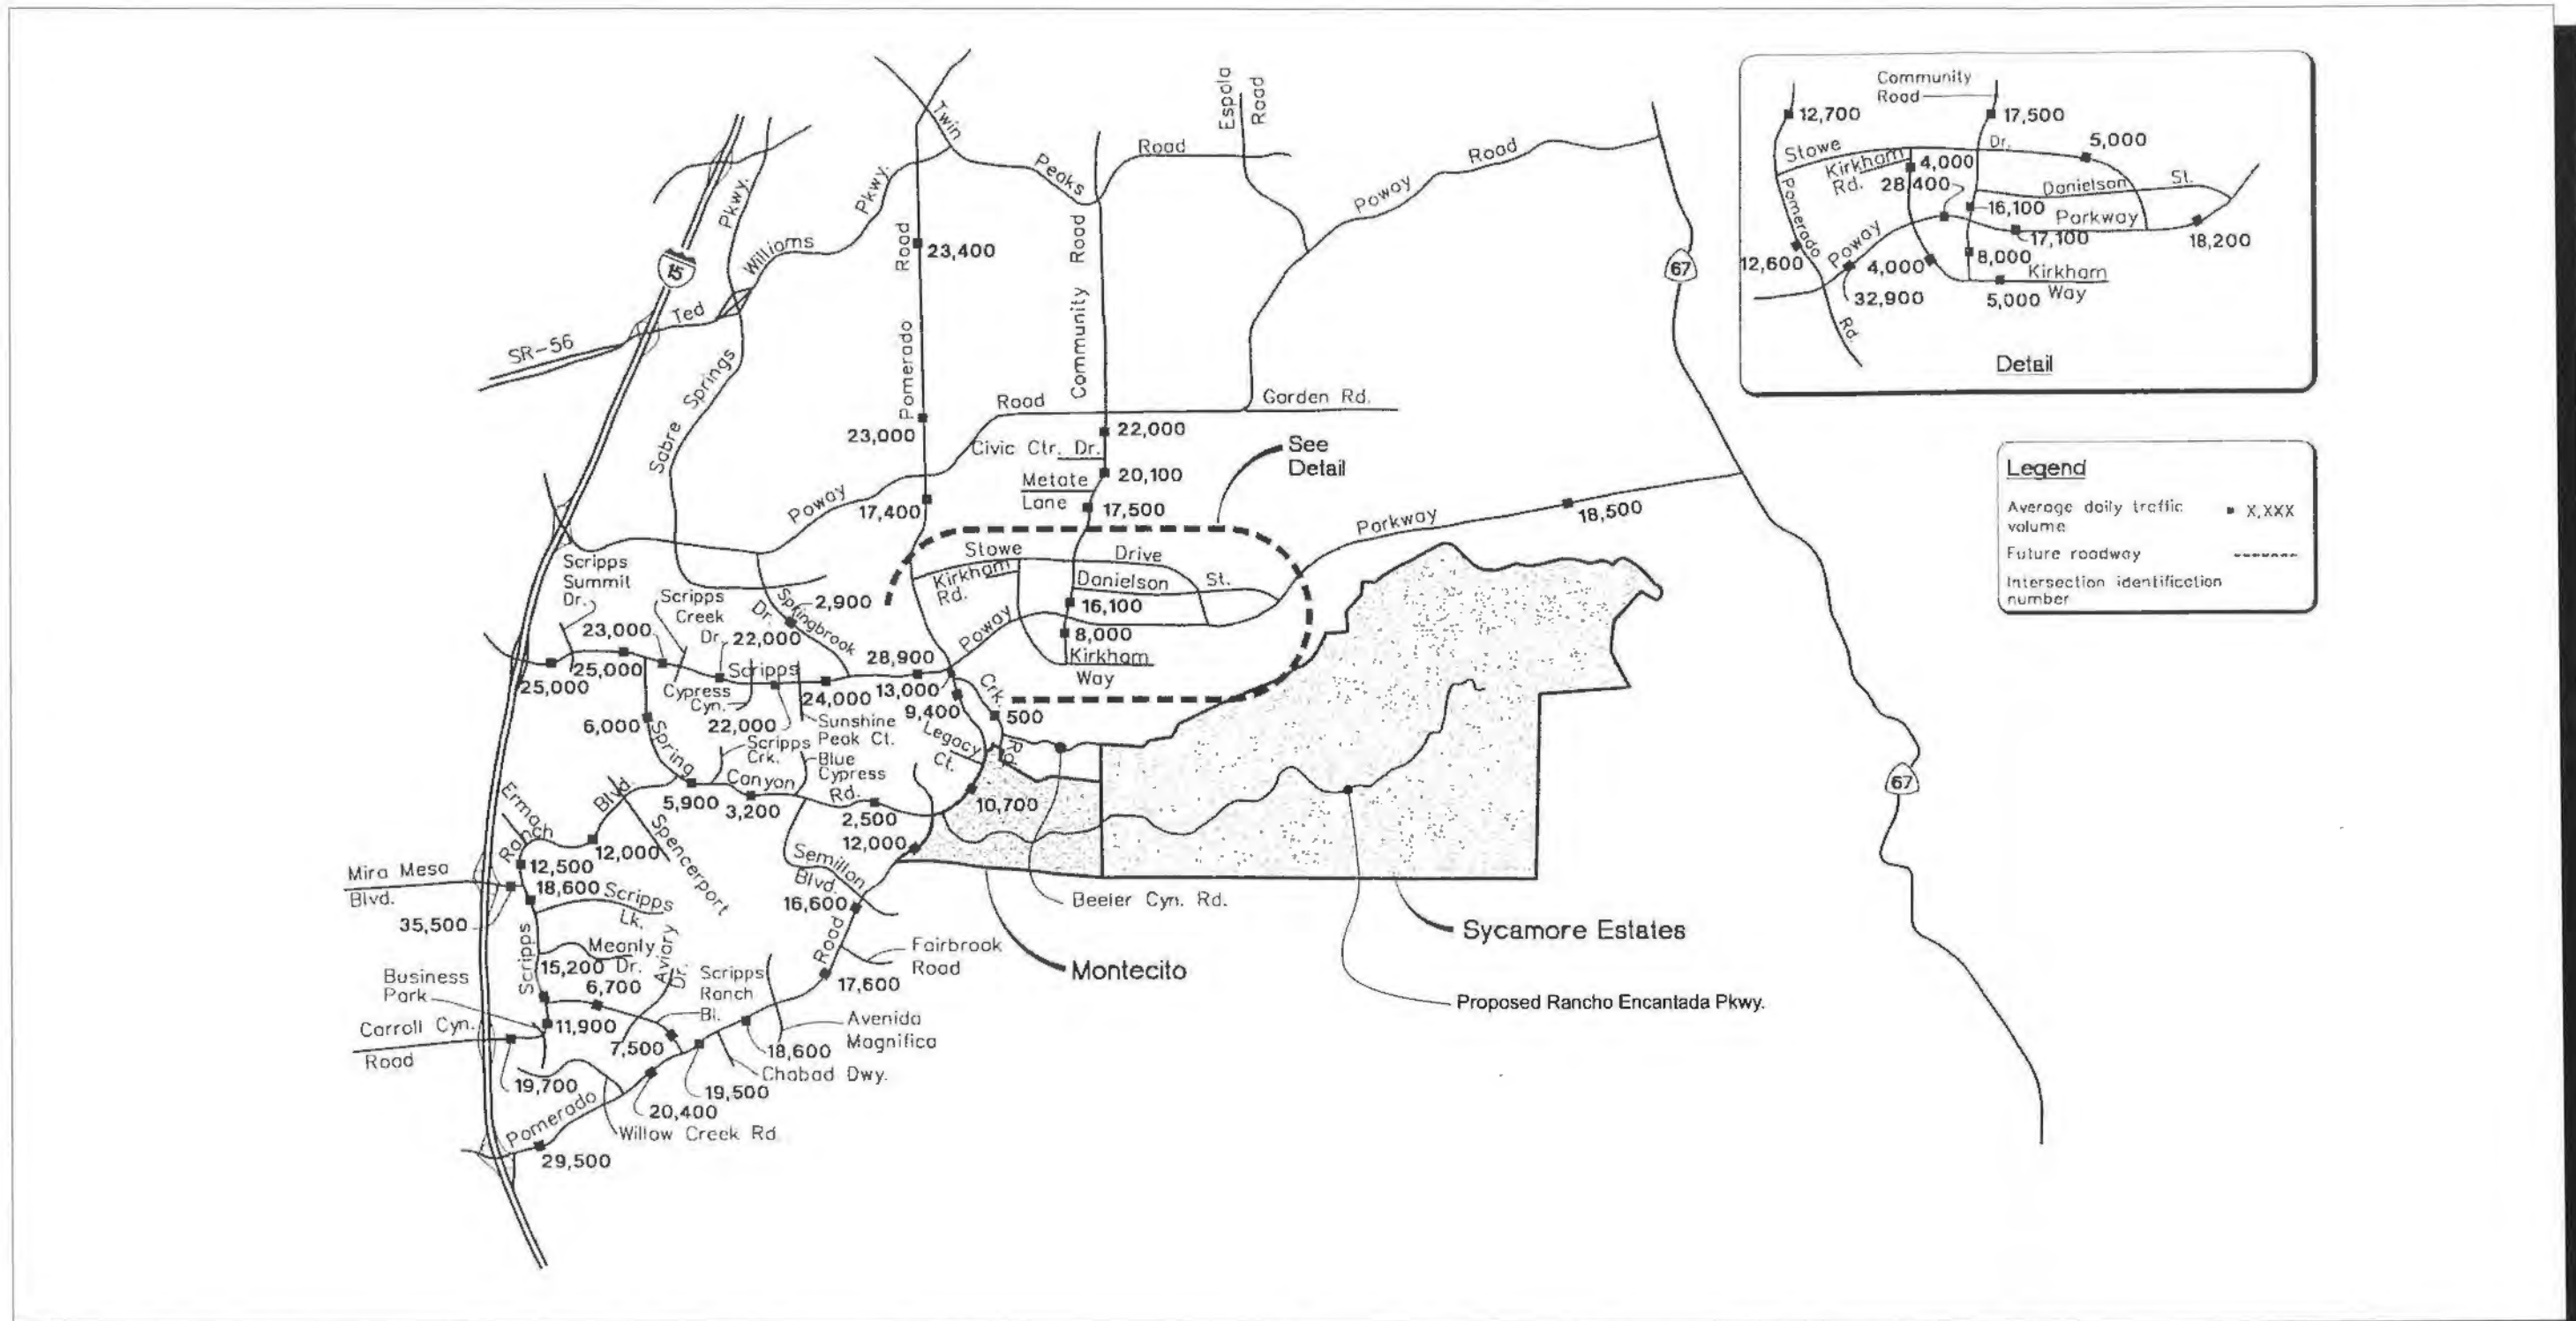 Twin
Peaks
Road
Espola
Road
Poway
Road
Pkwy.
Pkwy.
Williams
Ted
15
SR-56
Sabre
Springs
Road
Pomerado
23,400
23,000
17,400
Community
Road
Road
Garden Rd.
Civic Ctr. Dr.
22,000
20,100
Metate
Lane
17,500
See
Detail
67
Poway
Parkway
18,500
Stowe
Drive
Kirkham
Rd.
Danielson
St.
16,100
8,000
Kirkham
Way
Poway
Scripps
Summit
Dr.
Scripps
Creek
Dr.
Springbrook
Dr.
2,900
23,000
22,000
25,000
25,000
Scripps
Cypress
Cyn.
22,000
24,000
28,900
13,000
9,400
Sunshine
Peak Ct.
Crk.
Rd.
500
Legacy
Ct.
6,000
Spring
Canyon
Rd.
Scripps
Crk.
Blue
Cypress
5,900
3,200
2,500
10,700
12,000
Erma
Ranch
Blvd.
Spencerport
12,000
12,500
18,600
Mira Mesa
Blvd.
35,500
Scripps
Lk.
Scripps
Meanly
Dr.
Aviary
Dr.
15,200
6,700
Business
Park
Carroll Cyn.
Road
11,900
7,500
19,700
Scripps
Ranch
Bl.
Semillon
Blvd.
16,600
Road
Fairbrook
Road
17,600
Avenida
Magnifica
18,600
Chabad Dwy.
19,500
20,400
Willow Creek Rd.
Pomerado
29,500
Beeler Cyn. Rd.
Montecito
Sycamore Estates
Proposed Rancho Encantada Pkwy.
67
Community
Road
12,700
17,500
5,000
Stowe
Dr.
Kirkham
Rd.
4,000
28,400
Danielson
St.
16,100
Parkway
17,100
18,200
Pomerado
Rd.
12,600
Poway
4,000
8,000
Kirkham
Way
32,900
5,000
Detail
Legend
Average daily traffic
volume
X,XXX
Future roadway
Intersection identification
number